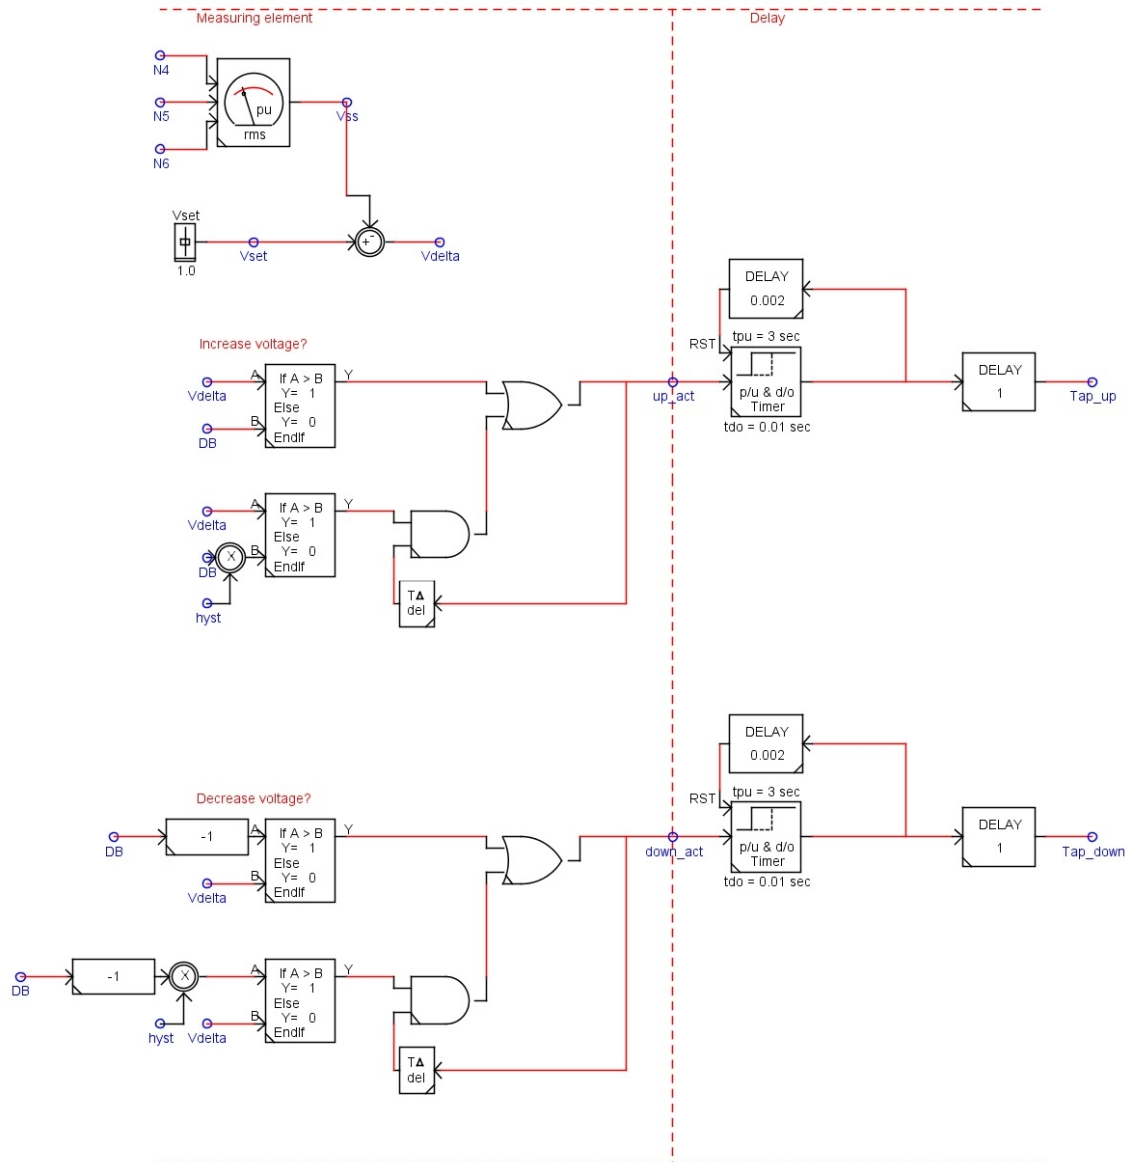 Measuring element
Delay
N4
N5
N6
pu
rms
Vss
Vset
1.0
Vset
+
-
Vdelta
Increase voltage?
Vdelta
DB
A
B
If A > B
Y= 1
Else
Y= 0
EndIf
Y
up_act
DELAY
0.002
RST
tpu = 3 sec
p/u & d/o
Timer
tdo = 0.01 sec
DELAY
1
Tap_up
Vdelta
DB
X
hyst
A
B
If A > B
Y= 1
Else
Y= 0
EndIf
Y
TΔ
del
Decrease voltage?
DB
-1
Vdelta
A
B
If A > B
Y= 1
Else
Y= 0
EndIf
Y
down_act
DELAY
0.002
RST
tpu = 3 sec
p/u & d/o
Timer
tdo = 0.01 sec
DELAY
1
Tap_down
DB
-1
X
hyst
Vdelta
A
B
If A > B
Y= 1
Else
Y= 0
EndIf
Y
TΔ
del